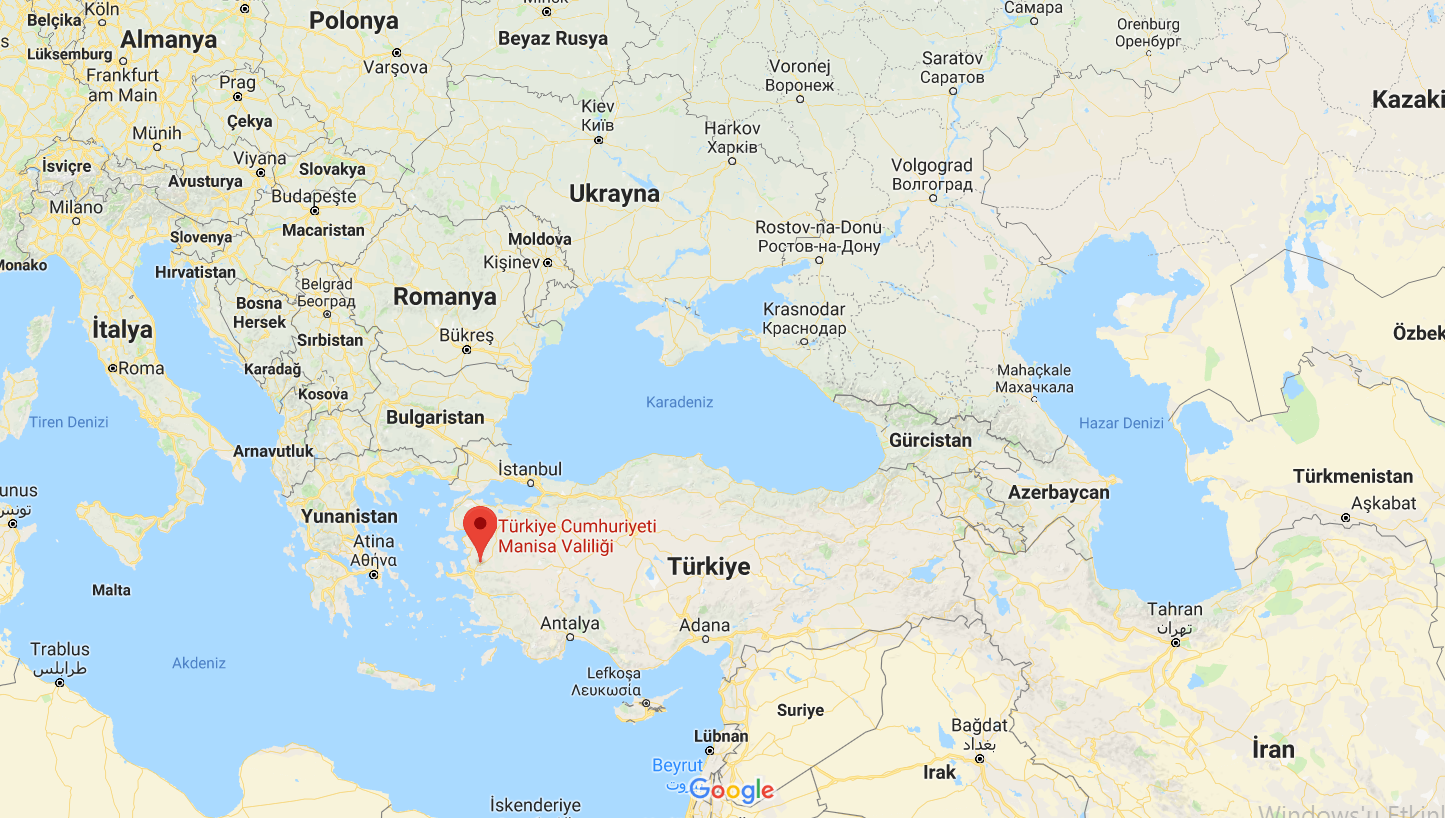 Köln
Belçika
Polonya
Minsk
Beyaz Rusya
Самара
Orenburg
Оренбург
Almanya
Lüksemburg
Varşova
Frankfurt
am Main
Prag
Çekya
Voronej
Воронеж
Saratov
Саратов
Kazaki
Kiev
Київ
Harkov
Харків
Münih
Viyana
Slovakya
İsviçre
Avusturya
Volgograd
Волгоград
Budapeşte
Ukrayna
Milano
Macaristan
Slovenya
Moldova
Kişinev
Rostov-na-Donu
Ростов-на-Дону
Monako
Hırvatistan
Belgrad
Београд
Romanya
Bosna
Hersek
Krasnodar
Краснодар
İtalya
Sırbistan
Bükreş
Özbek
Roma
Karadağ
Kosova
Mahaçkale
Махачкала
Karadeniz
Tiren Denizi
Bulgaristan
Hazar Denizi
Gürcistan
Arnavutluk
İstanbul
Türkmenistan
unus
تونس
Azerbaycan
Aşkabat
Yunanistan
Türkiye Cumhuriyeti
Manisa Valiliği
Atina
Αθήνα
Türkiye
Malta
Tahran
تهران
Antalya
Adana
Trablus
طرابلس
Akdeniz
Lefkoşa
Λευκωσία
Suriye
Bağdat
بغداد
Lübnan
İran
Beyrut
بيروت
Irak
Google
İskenderiye
Windows'u Etkinl